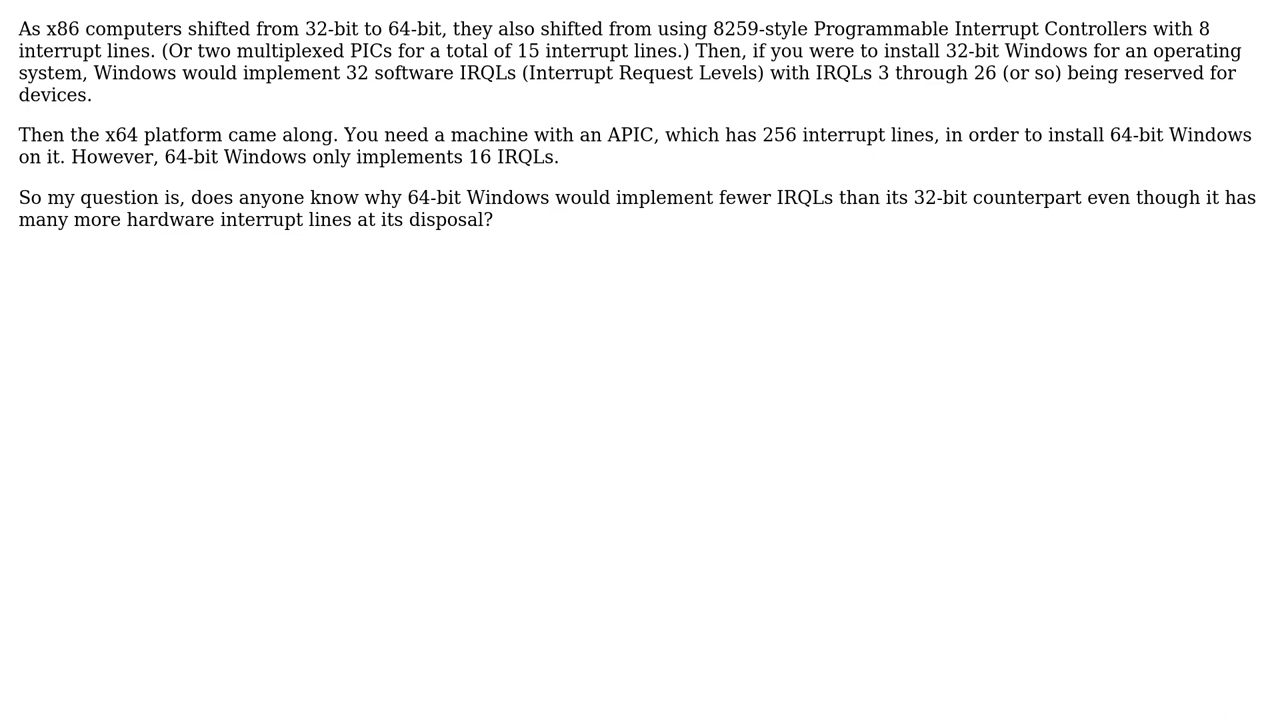 As x86 computers shifted from 32-bit to 64-bit, they also shifted from using 8259-style Programmable Interrupt Controllers with 8
interrupt lines. (Or two multiplexed PICs for a total of 15 interrupt lines.) Then, if you were to install 32-bit Windows for an operating
system, Windows would implement 32 software IRQLs (Interrupt Request Levels) with IRQLs 3 through 26 (or so) being reserved for
devices.
Then the x64 platform came along. You need a machine with an APIC, which has 256 interrupt lines, in order to install 64-bit Windows
on it. However, 64-bit Windows only implements 16 IRQLs.
So my question is, does anyone know why 64-bit Windows would implement fewer IRQLs than its 32-bit counterpart even though it has
many more hardware interrupt lines at its disposal?